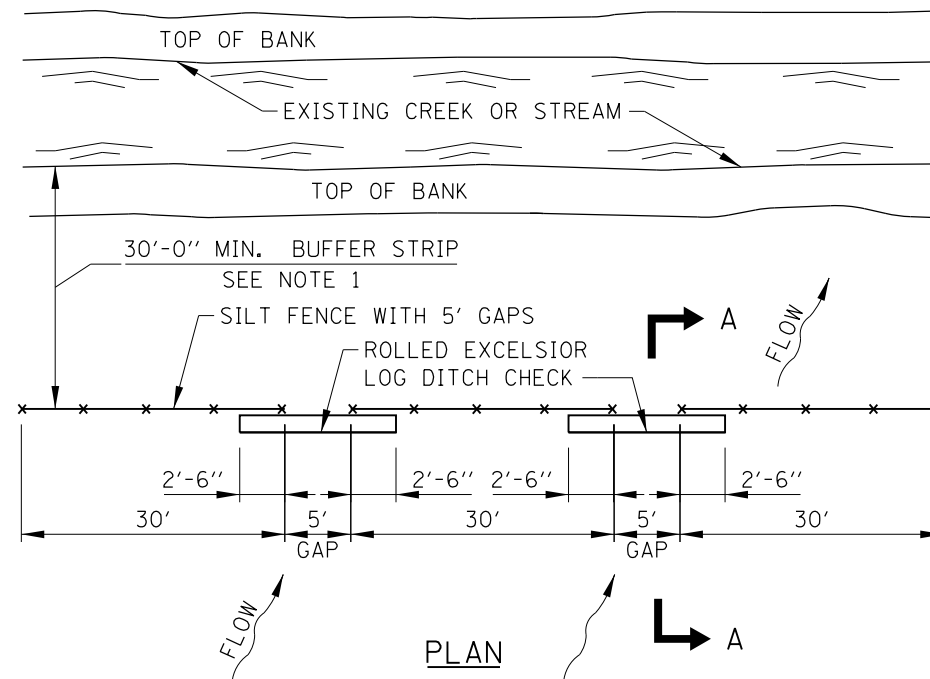 TOP OF BANK
EXISTING CREEK OR STREAM
TOP OF BANK
30'-0'' MIN. BUFFER STRIP
SEE NOTE 1
SILT FENCE WITH 5' GAPS
A
FLOW
ROLLED EXCELSIOR
LOG DITCH CHECK
2'-6'' 2'-6'' 2'-6'' 2'-6''
30' 5' 30' 5' 30'
GAP GAP
FLOW
A
PLAN